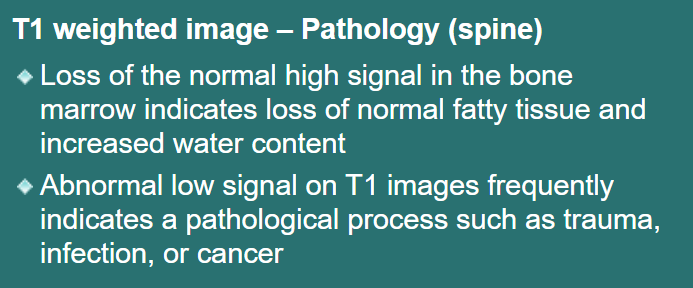 T1 weighted image – Pathology (spine)
Loss of the normal high signal in the bone
marrow indicates loss of normal fatty tissue and
increased water content
Abnormal low signal on T1 images frequently
indicates a pathological process such as trauma,
infection, or cancer